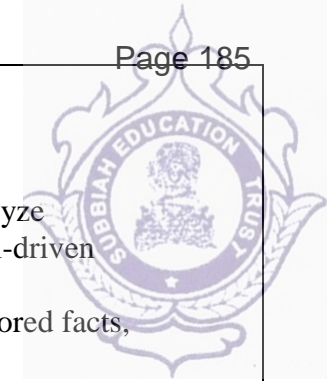 Page 185
SUBBIAH EDUCATION TRUST
yze
-driven
ored facts,